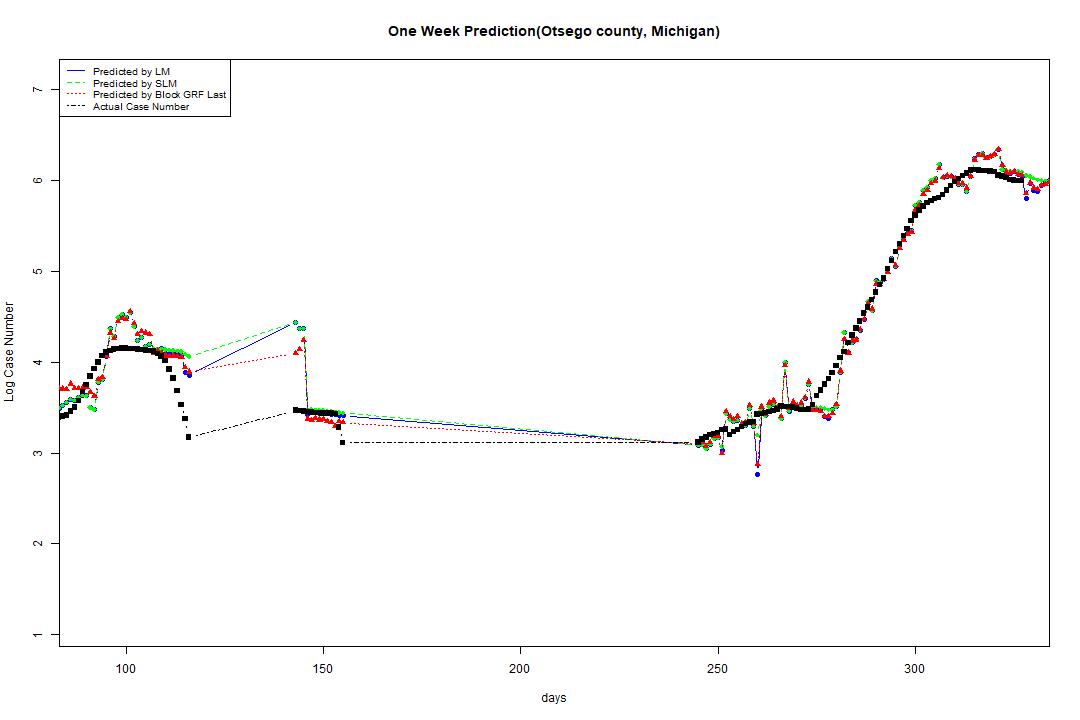 One Week Prediction(Otsego county, Michigan)
Predicted by LM
Predicted by SLM
Predicted by Block GRF Last
Actual Case Number
7
6
5
4
3
2
1
Log Case Number
100 150 200 250 300
days